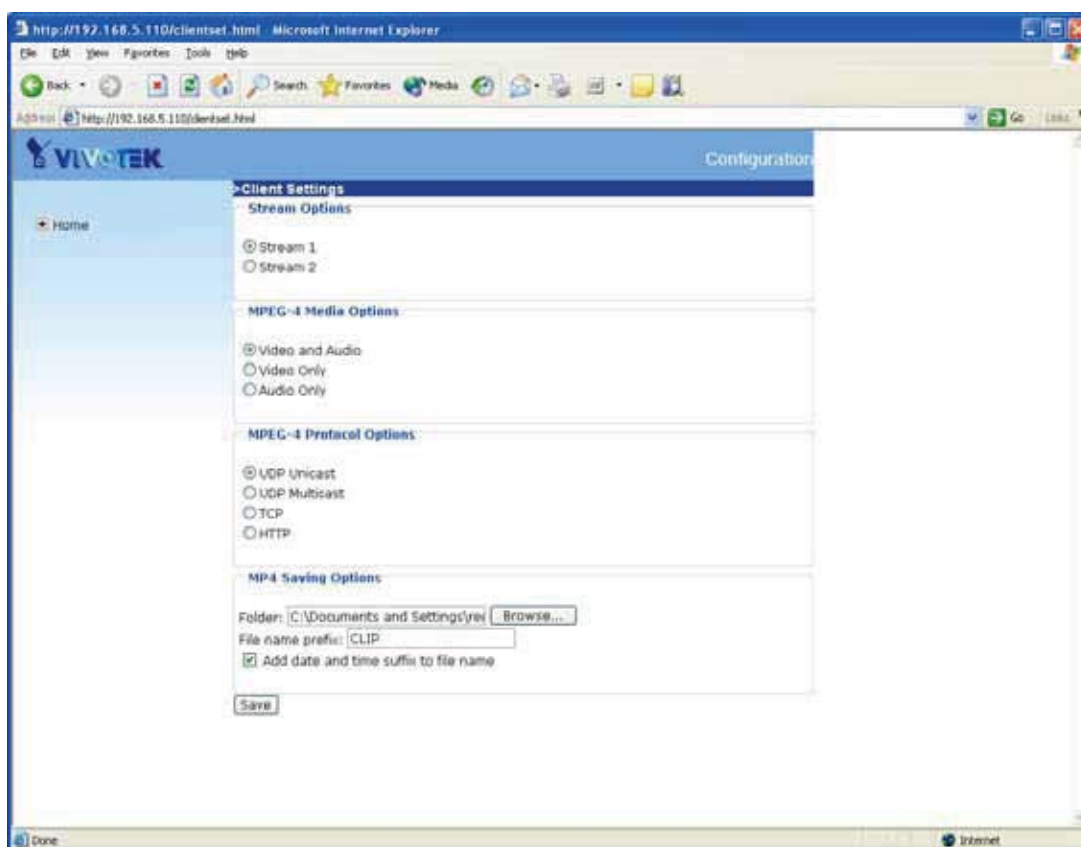 http://192.168.5.110/clientset.html - Microsoft Internet Explorer
File Edit View Favorites Tools Help
Back Search Favorites Media
Address http://192.168.5.110/clientset.html Go Links
VIVOTEK
Configuration
>Client Settings
Home
Stream Options
Stream 1
Stream 2
MPEG-4 Media Options
Video and Audio
Video Only
Audio Only
MPEG-4 Protocol Options
UDP Unicast
UDP Multicast
TCP
HTTP
MP4 Saving Options
Folder: C:\Documents and Settings\ Browse...
File name prefix: CLIP
Add date and time suffix to file name
Save
Done Internet